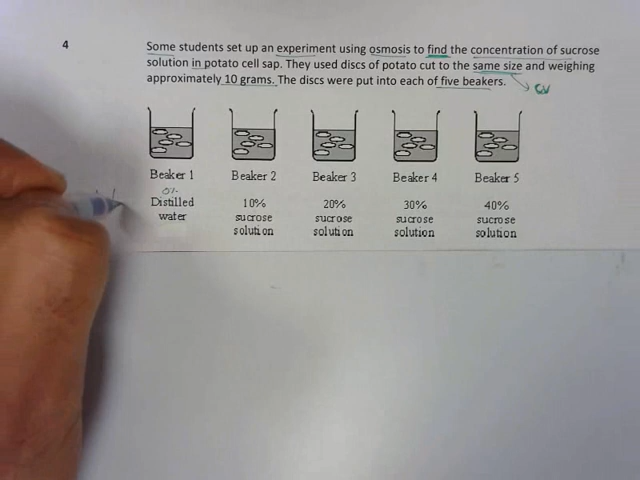 4
Some students set up an experiment using osmosis to find the concentration of sucrose
solution in potato cell sap. They used discs of potato cut to the same size and weighing
approximately 10 grams. The discs were put into each of five beakers.
CV
Beaker 1 Beaker 2 Beaker 3 Beaker 4 Beaker 5
0%
Distilled 10% 20% 30% 40%
water sucrose sucrose sucrose sucrose
solution solution solution solution